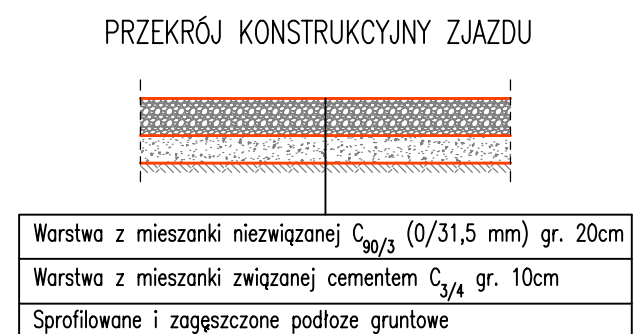 PRZEKRÓJ KONSTRUKCYJNY ZJAZDU
Warstwa z mieszanki niezwiązanej C90/3 (0/31,5 mm) gr. 20cm
Warstwa z mieszanki związanej cementem C3/4 gr. 10cm
Sprofilowane i zagęszczone podłoże gruntowe